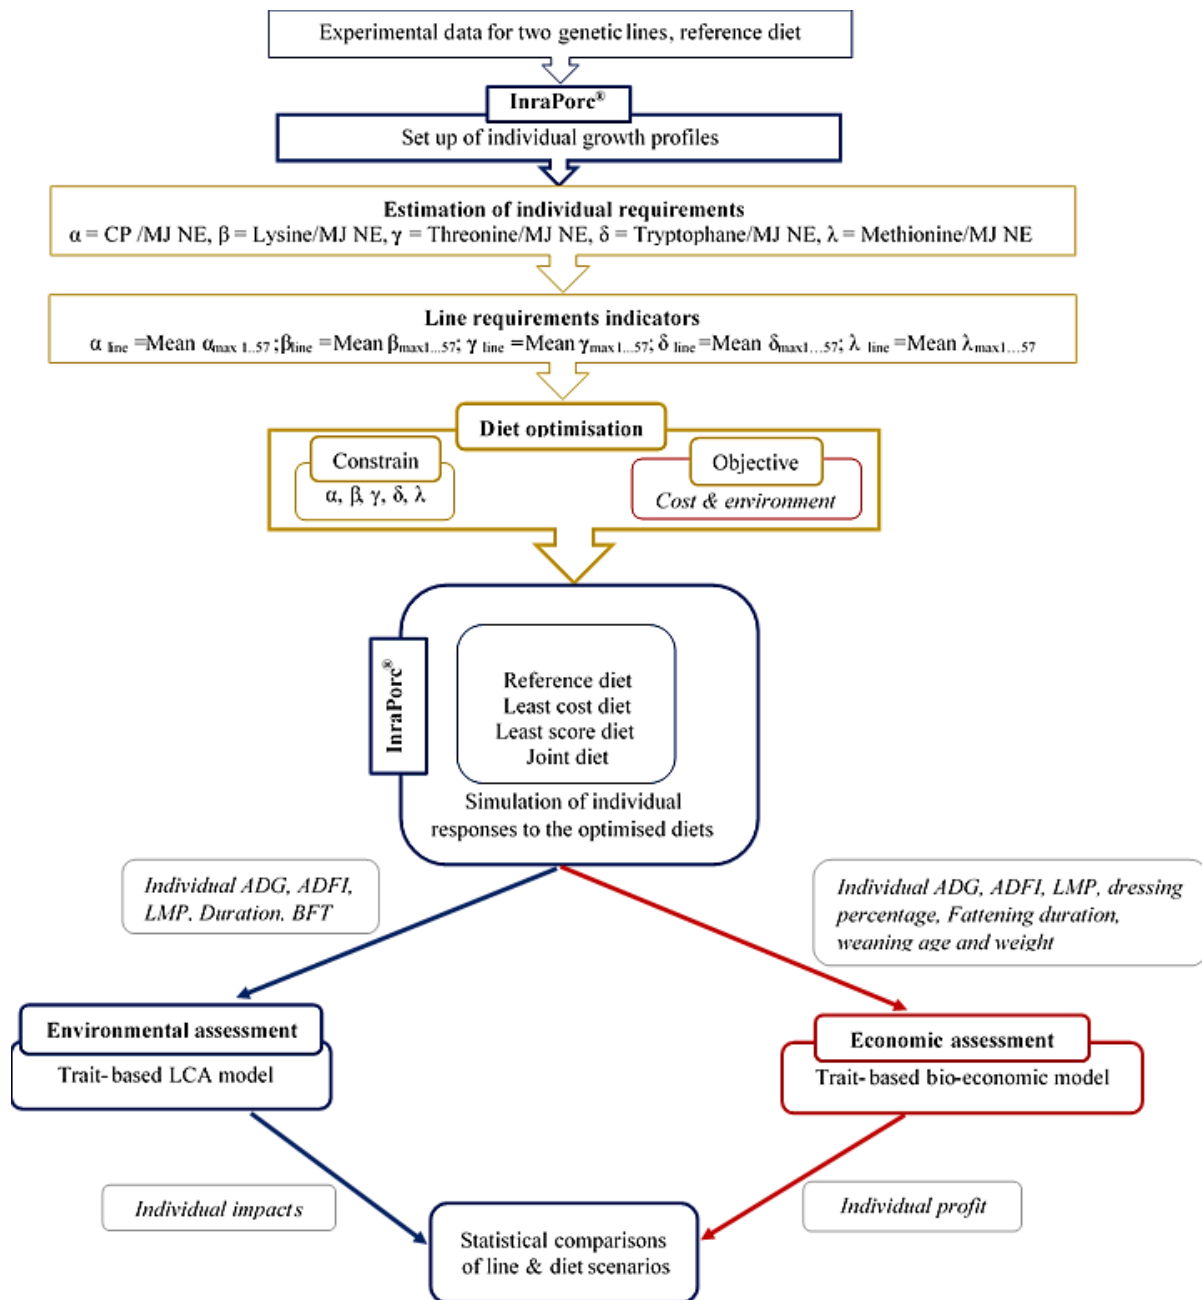 Experimental data for two genetic lines, reference diet
InraPorc®
Set up of individual growth profiles
Estimation of individual requirements
α = CP /MJ NE, β = Lysine/MJ NE, γ = Threonine/MJ NE, δ = Tryptophane/MJ NE, λ = Methionine/MJ NE
Line requirements indicators
α line =Mean α max 1..57 ;βline =Mean βmax1...57; γ line =Mean γmax1...57; δ line =Mean δmax1...57; λ line =Mean λmax1...57
Diet optimisation
Constrain
α, β, γ, δ, λ
Objective
Cost & environment
InraPorc®
Reference diet
Least cost diet
Least score diet
Joint diet
Simulation of individual
responses to the optimised diets
Individual ADG, ADFI,
LMP, Duration, BFT
Individual ADG, ADFI, LMP, dressing
percentage, Fattening duration,
weaning age and weight
Environmental assessment
Trait-based LCA model
Economic assessment
Trait-based bio-economic model
Individual impacts
Individual profit
Statistical comparisons
of line & diet scenarios